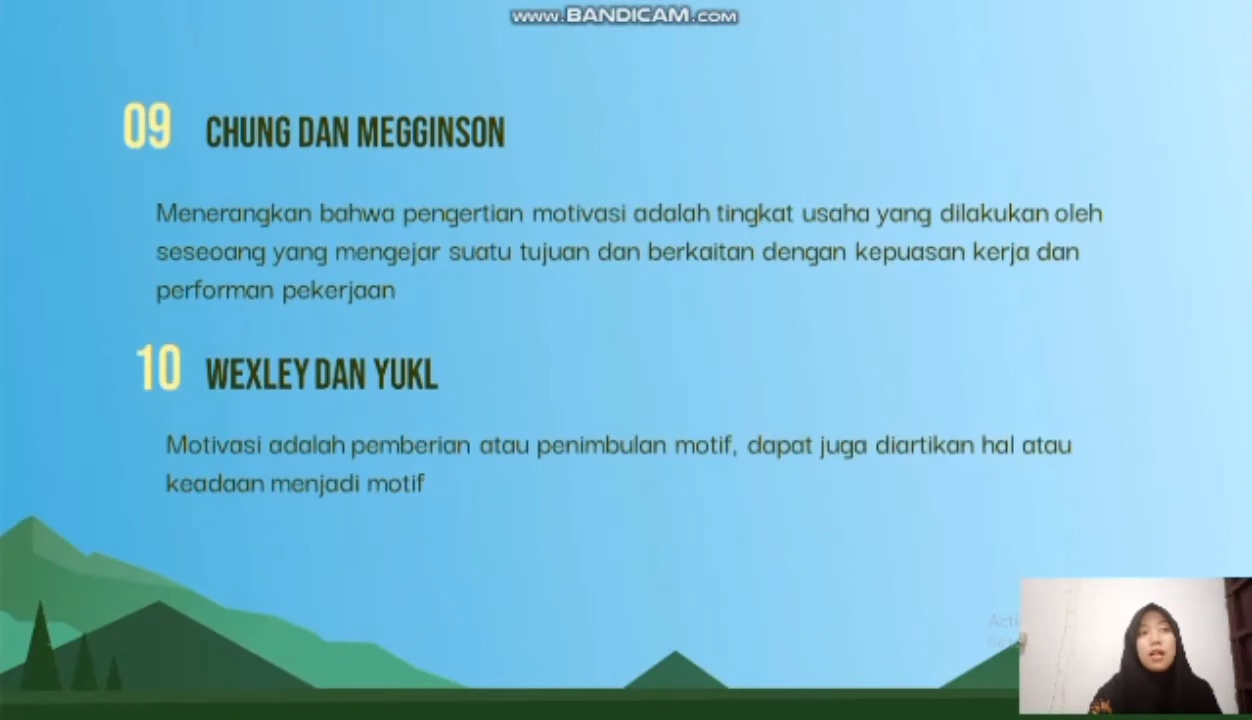 www.BANDICAM.com
09 CHUNG DAN MEGGINSON
Menerangkan bahwa pengertian motivasi adalah tingkat usaha yang dilakukan oleh
seseoang yang mengejar suatu tujuan dan berkaitan dengan kepuasan kerja dan
performan pekerjaan
10 WEXLEY DAN YUKL
Motivasi adalah pemberian atau penimbulan motif, dapat juga diartikan hal atau
keadaan menjadi motif